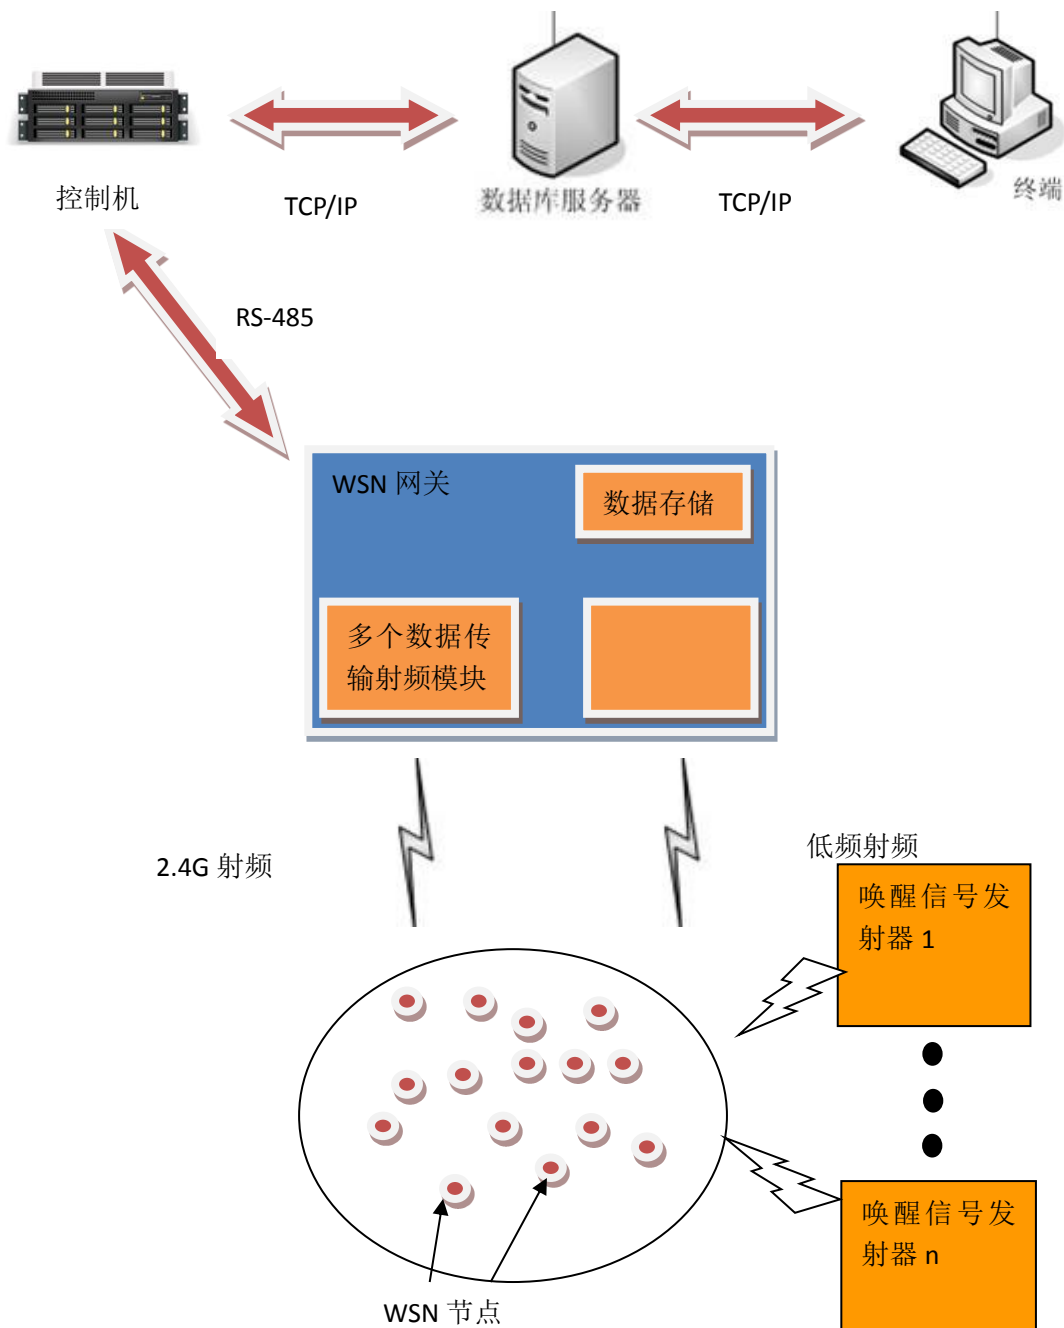 控制机
TCP/IP
数据库服务器
TCP/IP
终端
RS-485
WSN 网关
数据存储
多个数据传
输射频模块
2.4G 射频
低频射频
唤醒信号发
射器 1
唤醒信号发
射器 n
WSN 节点